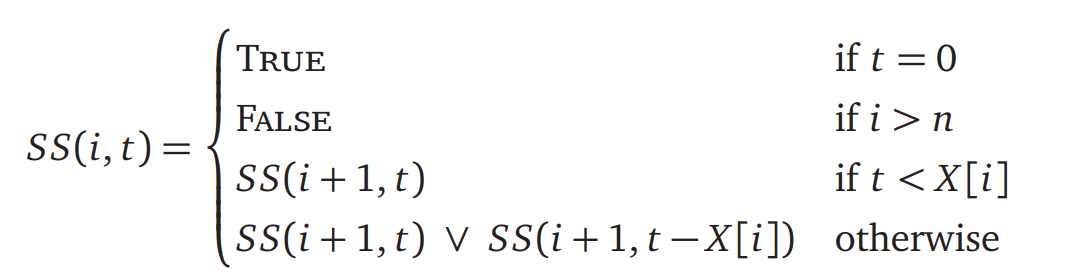 SS(i, t) =
TRUE if t = 0
FALSE if i > n
SS(i + 1, t) if t < X[i]
SS(i + 1, t) ∨ SS(i + 1, t − X[i]) otherwise